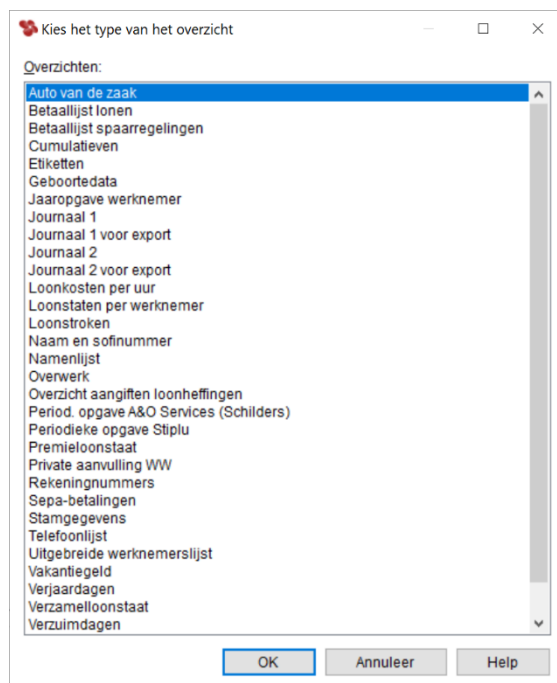 Kies het type van het overzicht
Overzichten:
Auto van de zaak
Betaallijst lonen
Betaallijst spaarregelingen
Cumulatieven
Etiketten
Geboortedata
Jaaropgave werknemer
Journaal 1
Journaal 1 voor export
Journaal 2
Journaal 2 voor export
Loonkosten per uur
Loonstaten per werknemer
Loonstroken
Naam en sofinummer
Namenlijst
Overwerk
Overzicht aangiften loonheffingen
Period. opgave A&O Services (Schilders)
Periodieke opgave Stiplu
Premieloonstaat
Private aanvulling WW
Rekeningnummers
Sepa-betalingen
Stamgegevens
Telefoonlijst
Uitgebreide werknemerslijst
Vakantiegeld
Verjaardagen
Verzamelloonstaat
Verzuimdagen
OK Annuleer Help